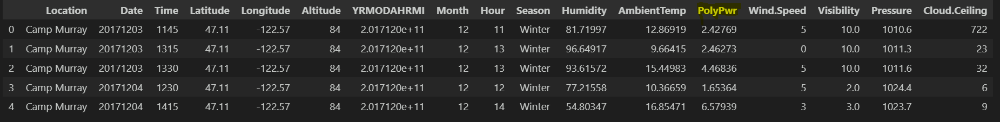 Location Date Time Latitude Longitude Altitude YRMODAHRMI Month Hour Season Humidity AmbientTemp PolyPwr Wind.Speed Visibility Pressure Cloud.Ceiling
0 Camp Murray 20171203 1145 47.11 -122.57 84 2.017120e+11 12 11 Winter 81.71997 12.86919 2.42769 5 10.0 1010.6 722
1 Camp Murray 20171203 1315 47.11 -122.57 84 2.017120e+11 12 13 Winter 96.64917 9.66415 2.46273 0 10.0 1011.3 23
2 Camp Murray 20171203 1330 47.11 -122.57 84 2.017120e+11 12 13 Winter 93.61572 15.44983 4.46836 5 10.0 1011.6 32
3 Camp Murray 20171204 1230 47.11 -122.57 84 2.017120e+11 12 12 Winter 77.21558 10.36659 1.65364 5 2.0 1024.4 6
4 Camp Murray 20171204 1415 47.11 -122.57 84 2.017120e+11 12 14 Winter 54.80347 16.85471 6.57939 3 3.0 1023.7 9